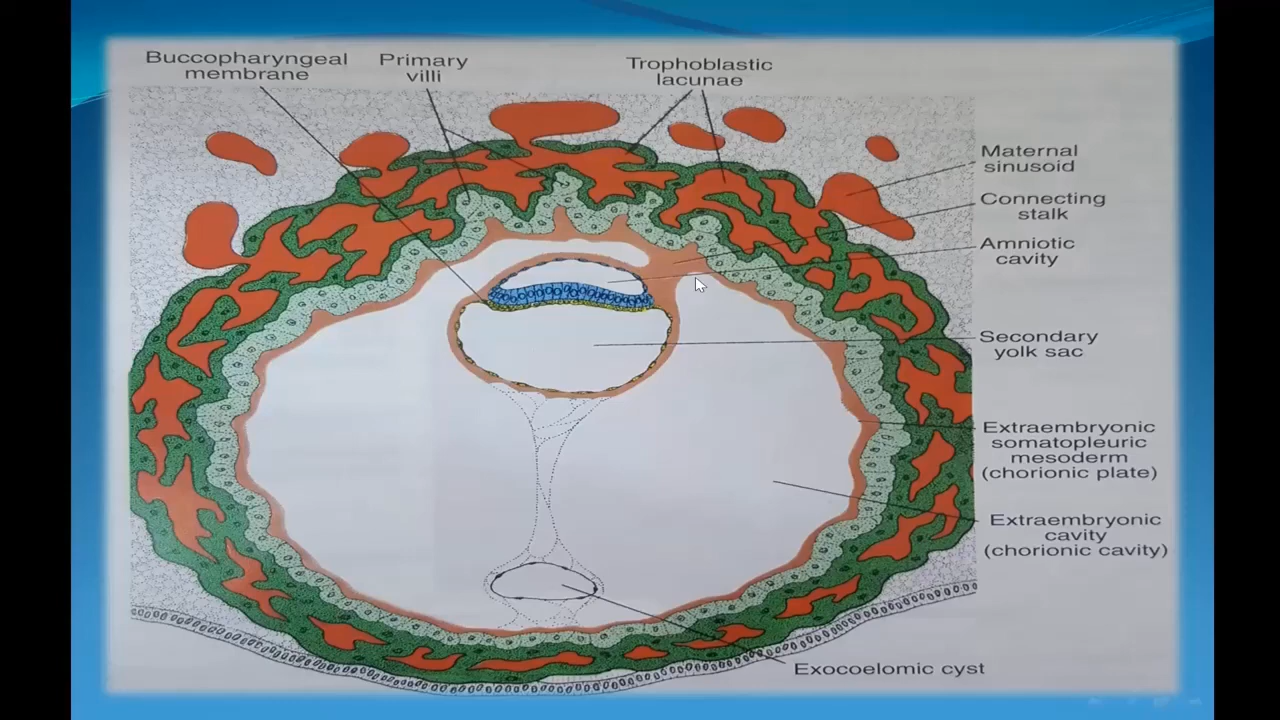 Buccopharyngeal
membrane
Primary
villi
Trophoblastic
lacunae
Maternal
sinusoid
Connecting
stalk
Amniotic
cavity
Secondary
yolk sac
Extraembryonic
somatopleuric
mesoderm
(chorionic plate)
Extraembryonic
cavity
(chorionic cavity)
Exocoelomic cyst